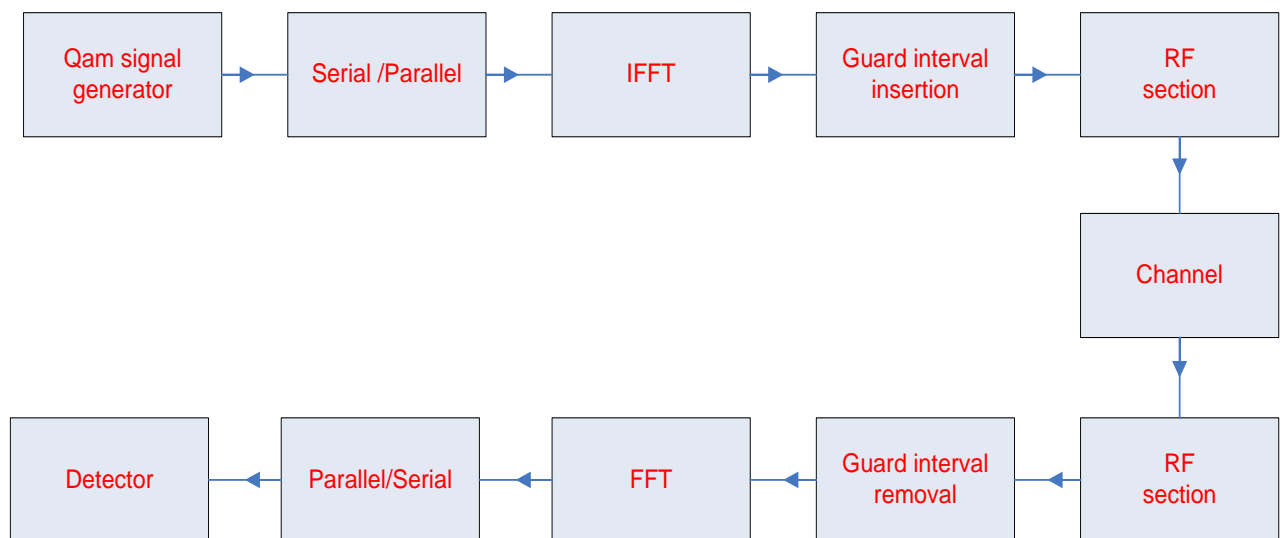 Qam signal
generator
Serial /Parallel
IFFT
Guard interval
insertion
RF
section
Channel
Detector
Parallel/Serial
FFT
Guard interval
removal
RF
section